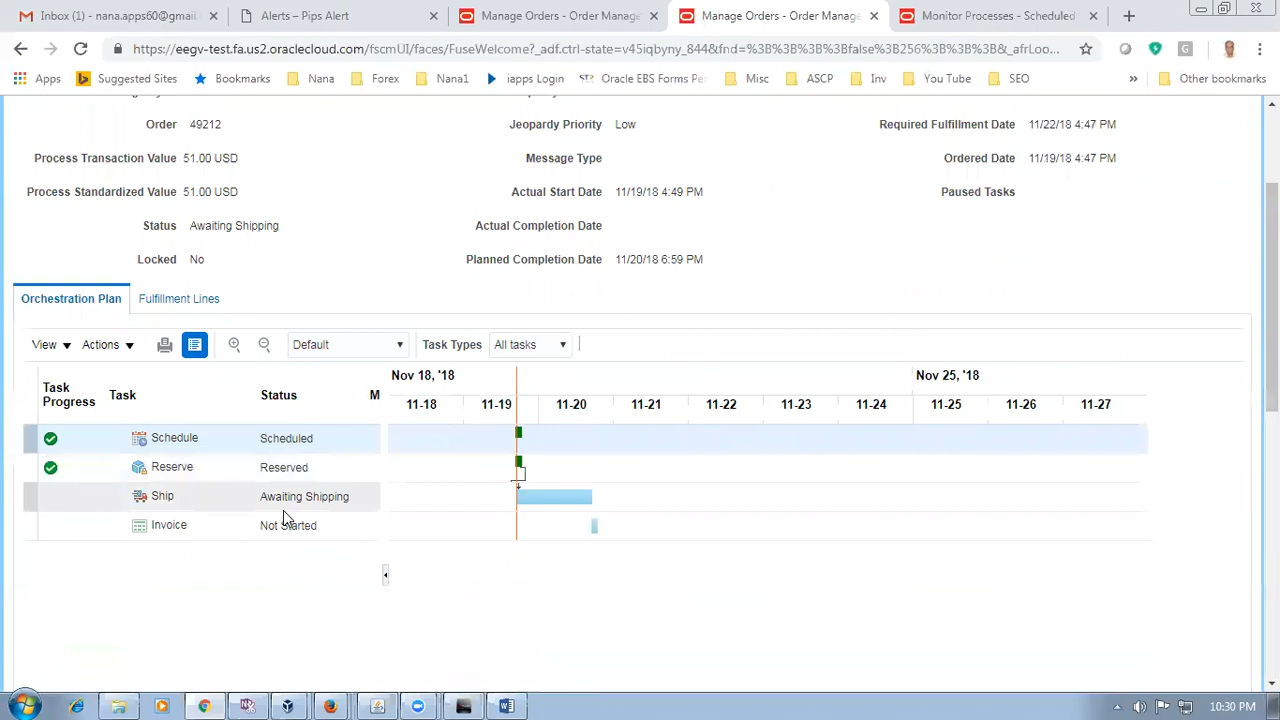 Inbox (1) - nana.apps60@gmail
Alerts – Pips Alert
Manage Orders - Order Manage
Manage Orders - Order Manage
Monitor Processes - Scheduled
https://eegv-test.fa.us2.oraclecloud.com/fscmUI/faces/FuseWelcome?_adf.ctrl-state=v45iqbyny_844&fnd=%3B%3B%3B%3Bfalse%3B256%3B%3B%3B&_afrLoo...
Apps Suggested Sites Bookmarks Nana Forex Nana1 iapps Login Oracle EBS Forms Pe Misc ASCP Inv You Tube SEO » Other bookmarks
Order 49212 Jeopardy Priority Low Required Fulfillment Date 11/22/18 4:47 PM
Process Transaction Value 51.00 USD Message Type Ordered Date 11/19/18 4:47 PM
Process Standardized Value 51.00 USD Actual Start Date 11/19/18 4:49 PM Paused Tasks
Status Awaiting Shipping Actual Completion Date
Locked No Planned Completion Date 11/20/18 6:59 PM
Orchestration Plan Fulfillment Lines
View Actions Default Task Types All tasks
Nov 18, '18 Nov 25, '18
Task Progress Task Status M
11-18 11-19 11-20 11-21 11-22 11-23 11-24 11-25 11-26 11-27
Schedule Scheduled
Reserve Reserved
Ship Awaiting Shipping
Invoice Not Started
10:30 PM